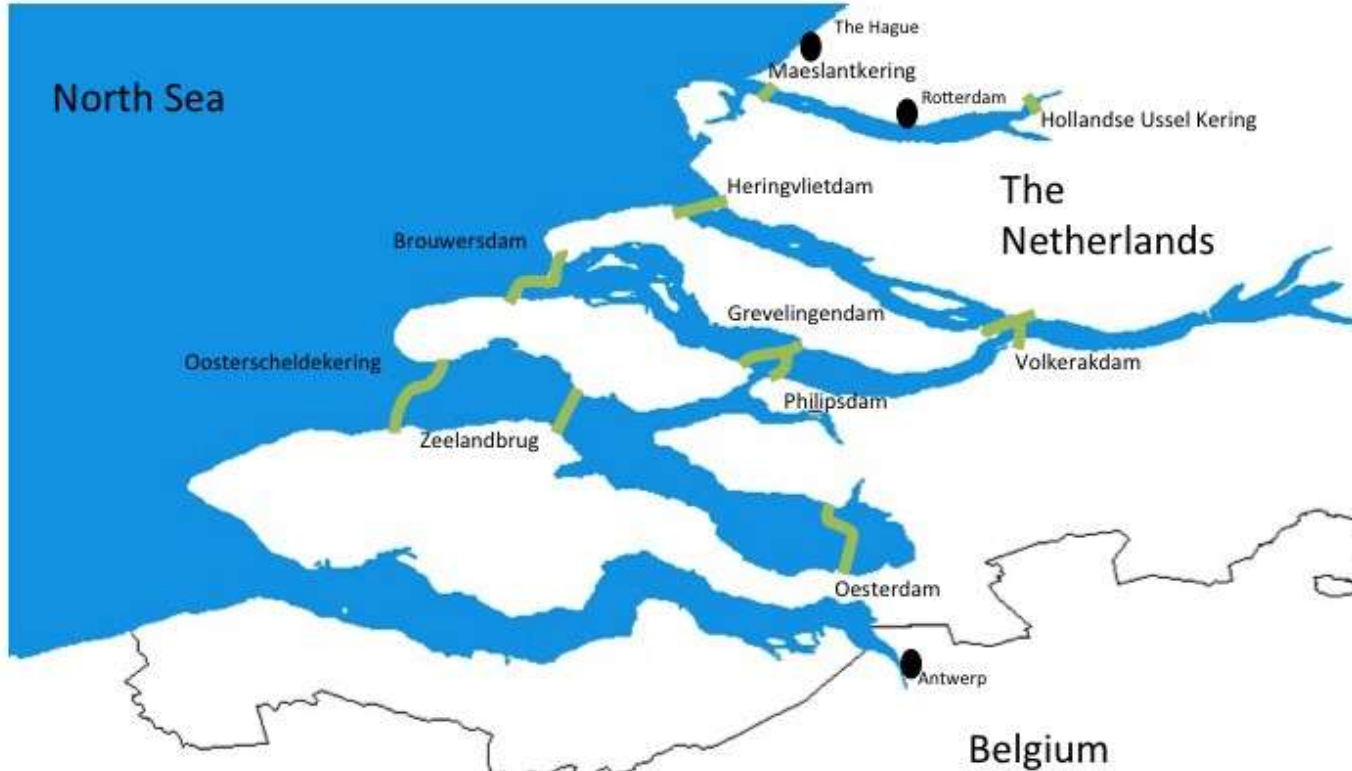 The Hague
Maeslantkering
North Sea
Rotterdam
Hollandse Ussel Kering
Heringvlietdam
The
Netherlands
Brouwersdam
Grevelingendam
Oosterscheldekering
Volkerakdam
Philipsdam
Zeelandbrug
Oesterdam
Antwerp
Belgium